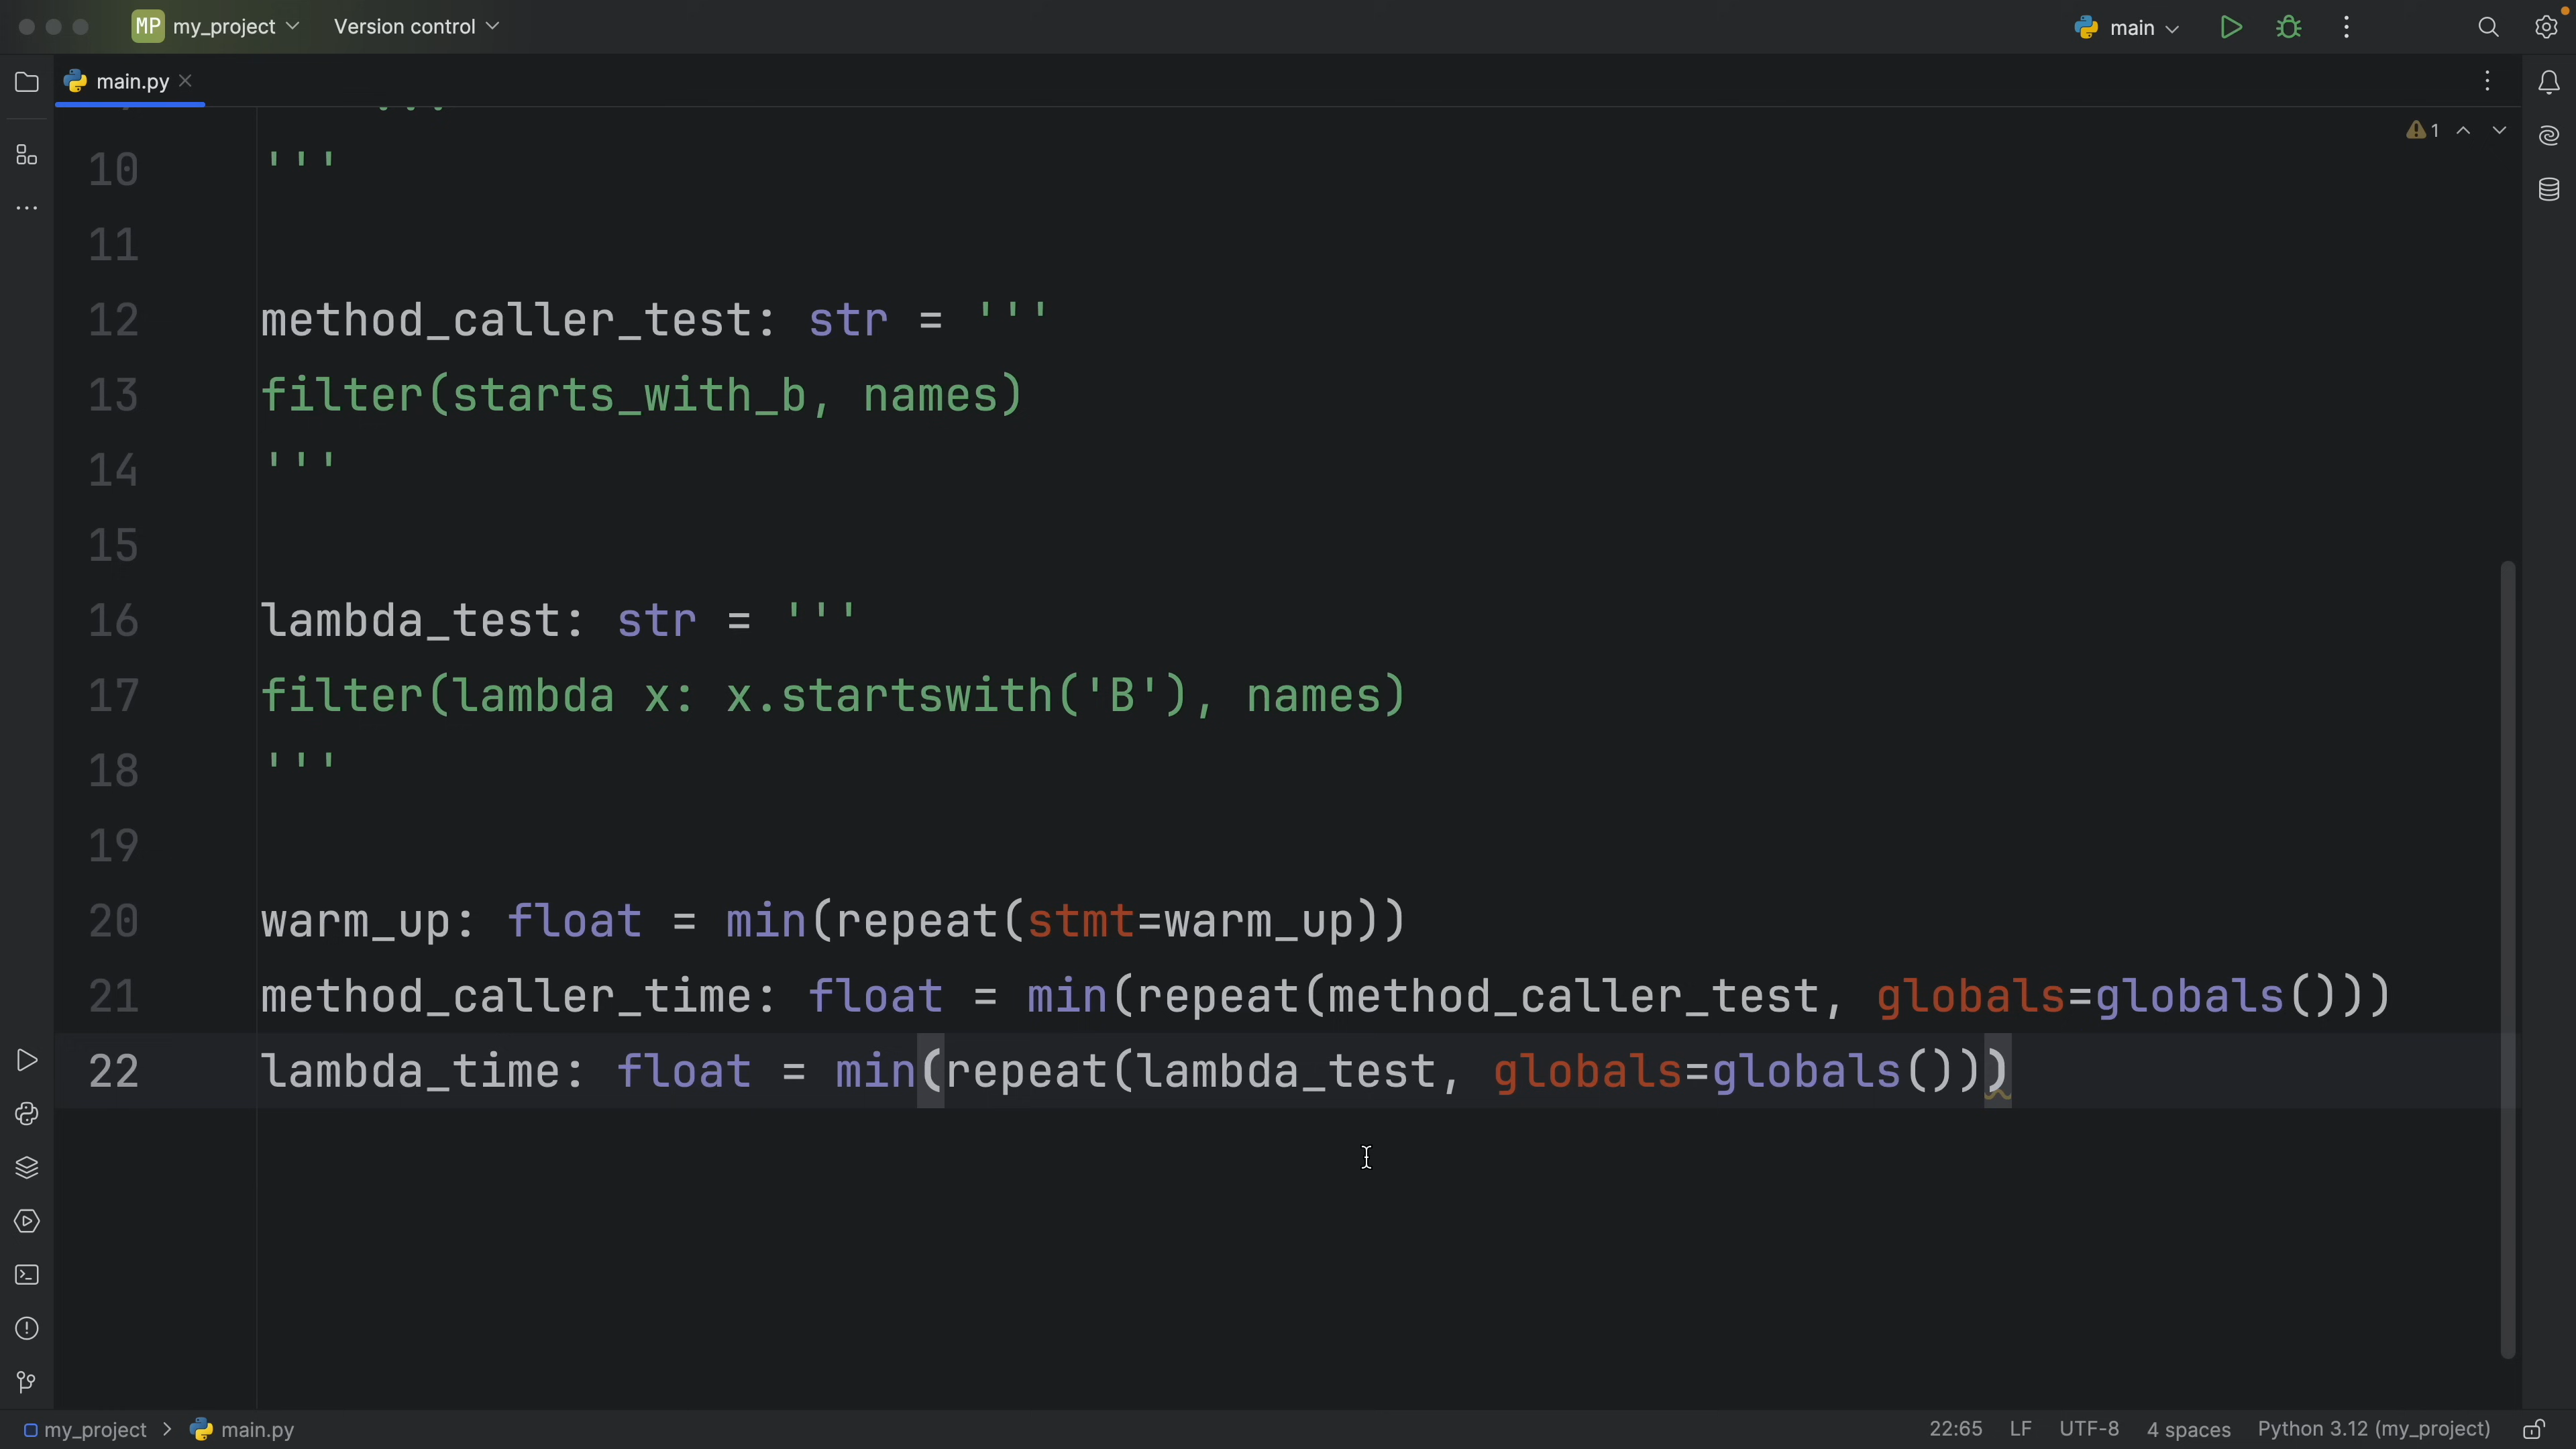 MP my_project Version control main
main.py
1
10 '''
11
12 method_caller_test: str = '''
13 filter(starts_with_b, names)
14 '''
15
16 lambda_test: str = '''
17 filter(lambda x: x.startswith('B'), names)
18 '''
19
20 warm_up: float = min(repeat(stmt=warm_up))
21 method_caller_time: float = min(repeat(method_caller_test, globals=globals()))
22 lambda_time: float = min(repeat(lambda_test, globals=globals()))
my_project > main.py 22:65 LF UTF-8 4 spaces Python 3.12 (my_project)